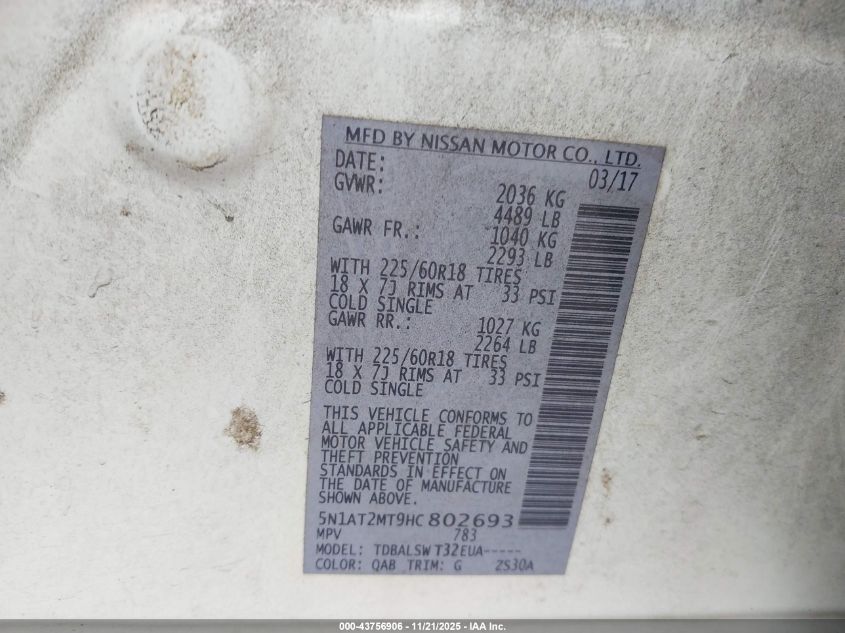 MFD BY NISSAN MOTOR CO., LTD.
DATE: 03/17
GVWR: 2036 KG
4489 LB
GAWR FR.: 1040 KG
2293 LB
WITH 225/60R18 TIRES
18 X 7J RIMS AT 33 PSI
COLD SINGLE
GAWR RR.: 1027 KG
2264 LB
WITH 225/60R18 TIRES
18 X 7J RIMS AT 33 PSI
COLD SINGLE
THIS VEHICLE CONFORMS TO
ALL APPLICABLE FEDERAL
MOTOR VEHICLE SAFETY AND
THEFT PREVENTION
STANDARDS IN EFFECT ON
THE DATE OF MANUFACTURE
SHOWN ABOVE.
5N1AT2MT9HC802693
MPV 783
MODEL: TDBALSW T32EUA-----
COLOR: QAB TRIM: G ZS30A
000-43756906 - 11/21/2025 - IAA Inc.